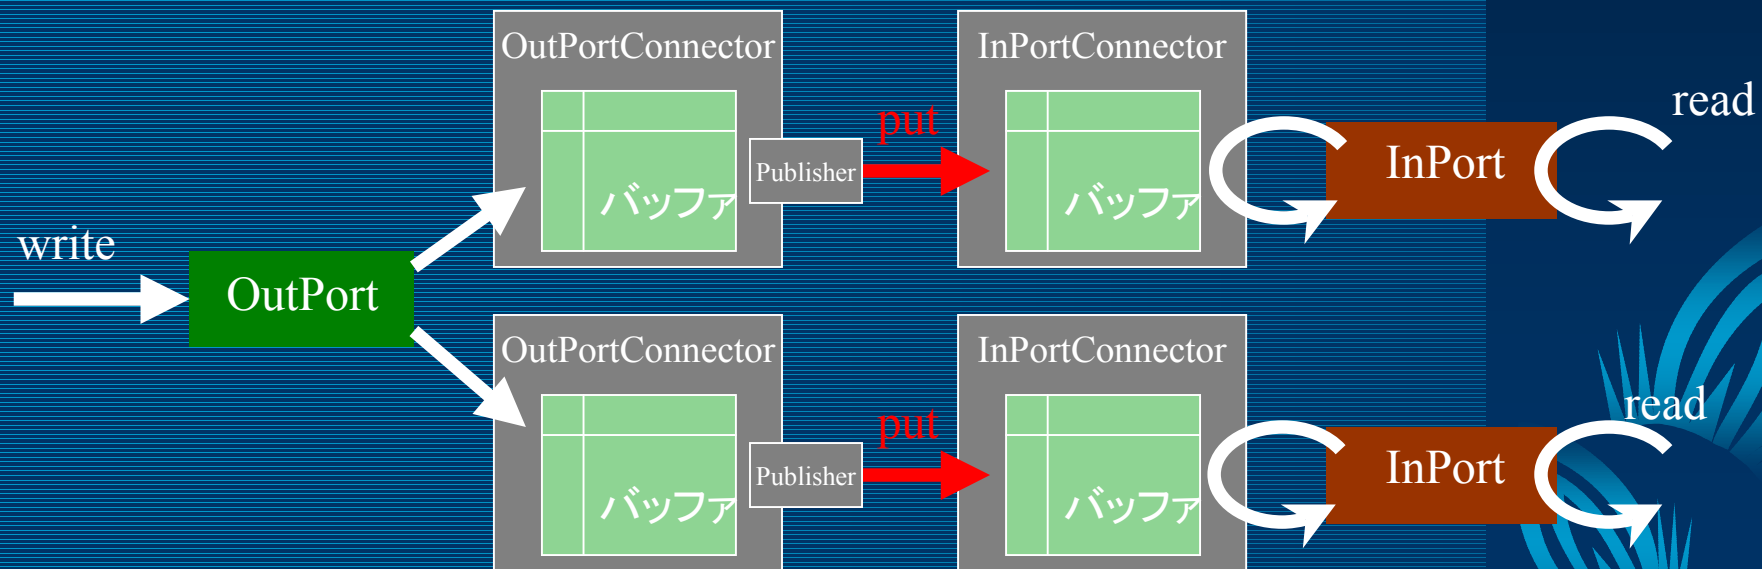 OutPortConnector
InPortConnector
read
put
InPort
Publisher
バッファ
バッファ
write
OutPort
OutPortConnector
InPortConnector
read
put
InPort
Publisher
バッファ
バッファ